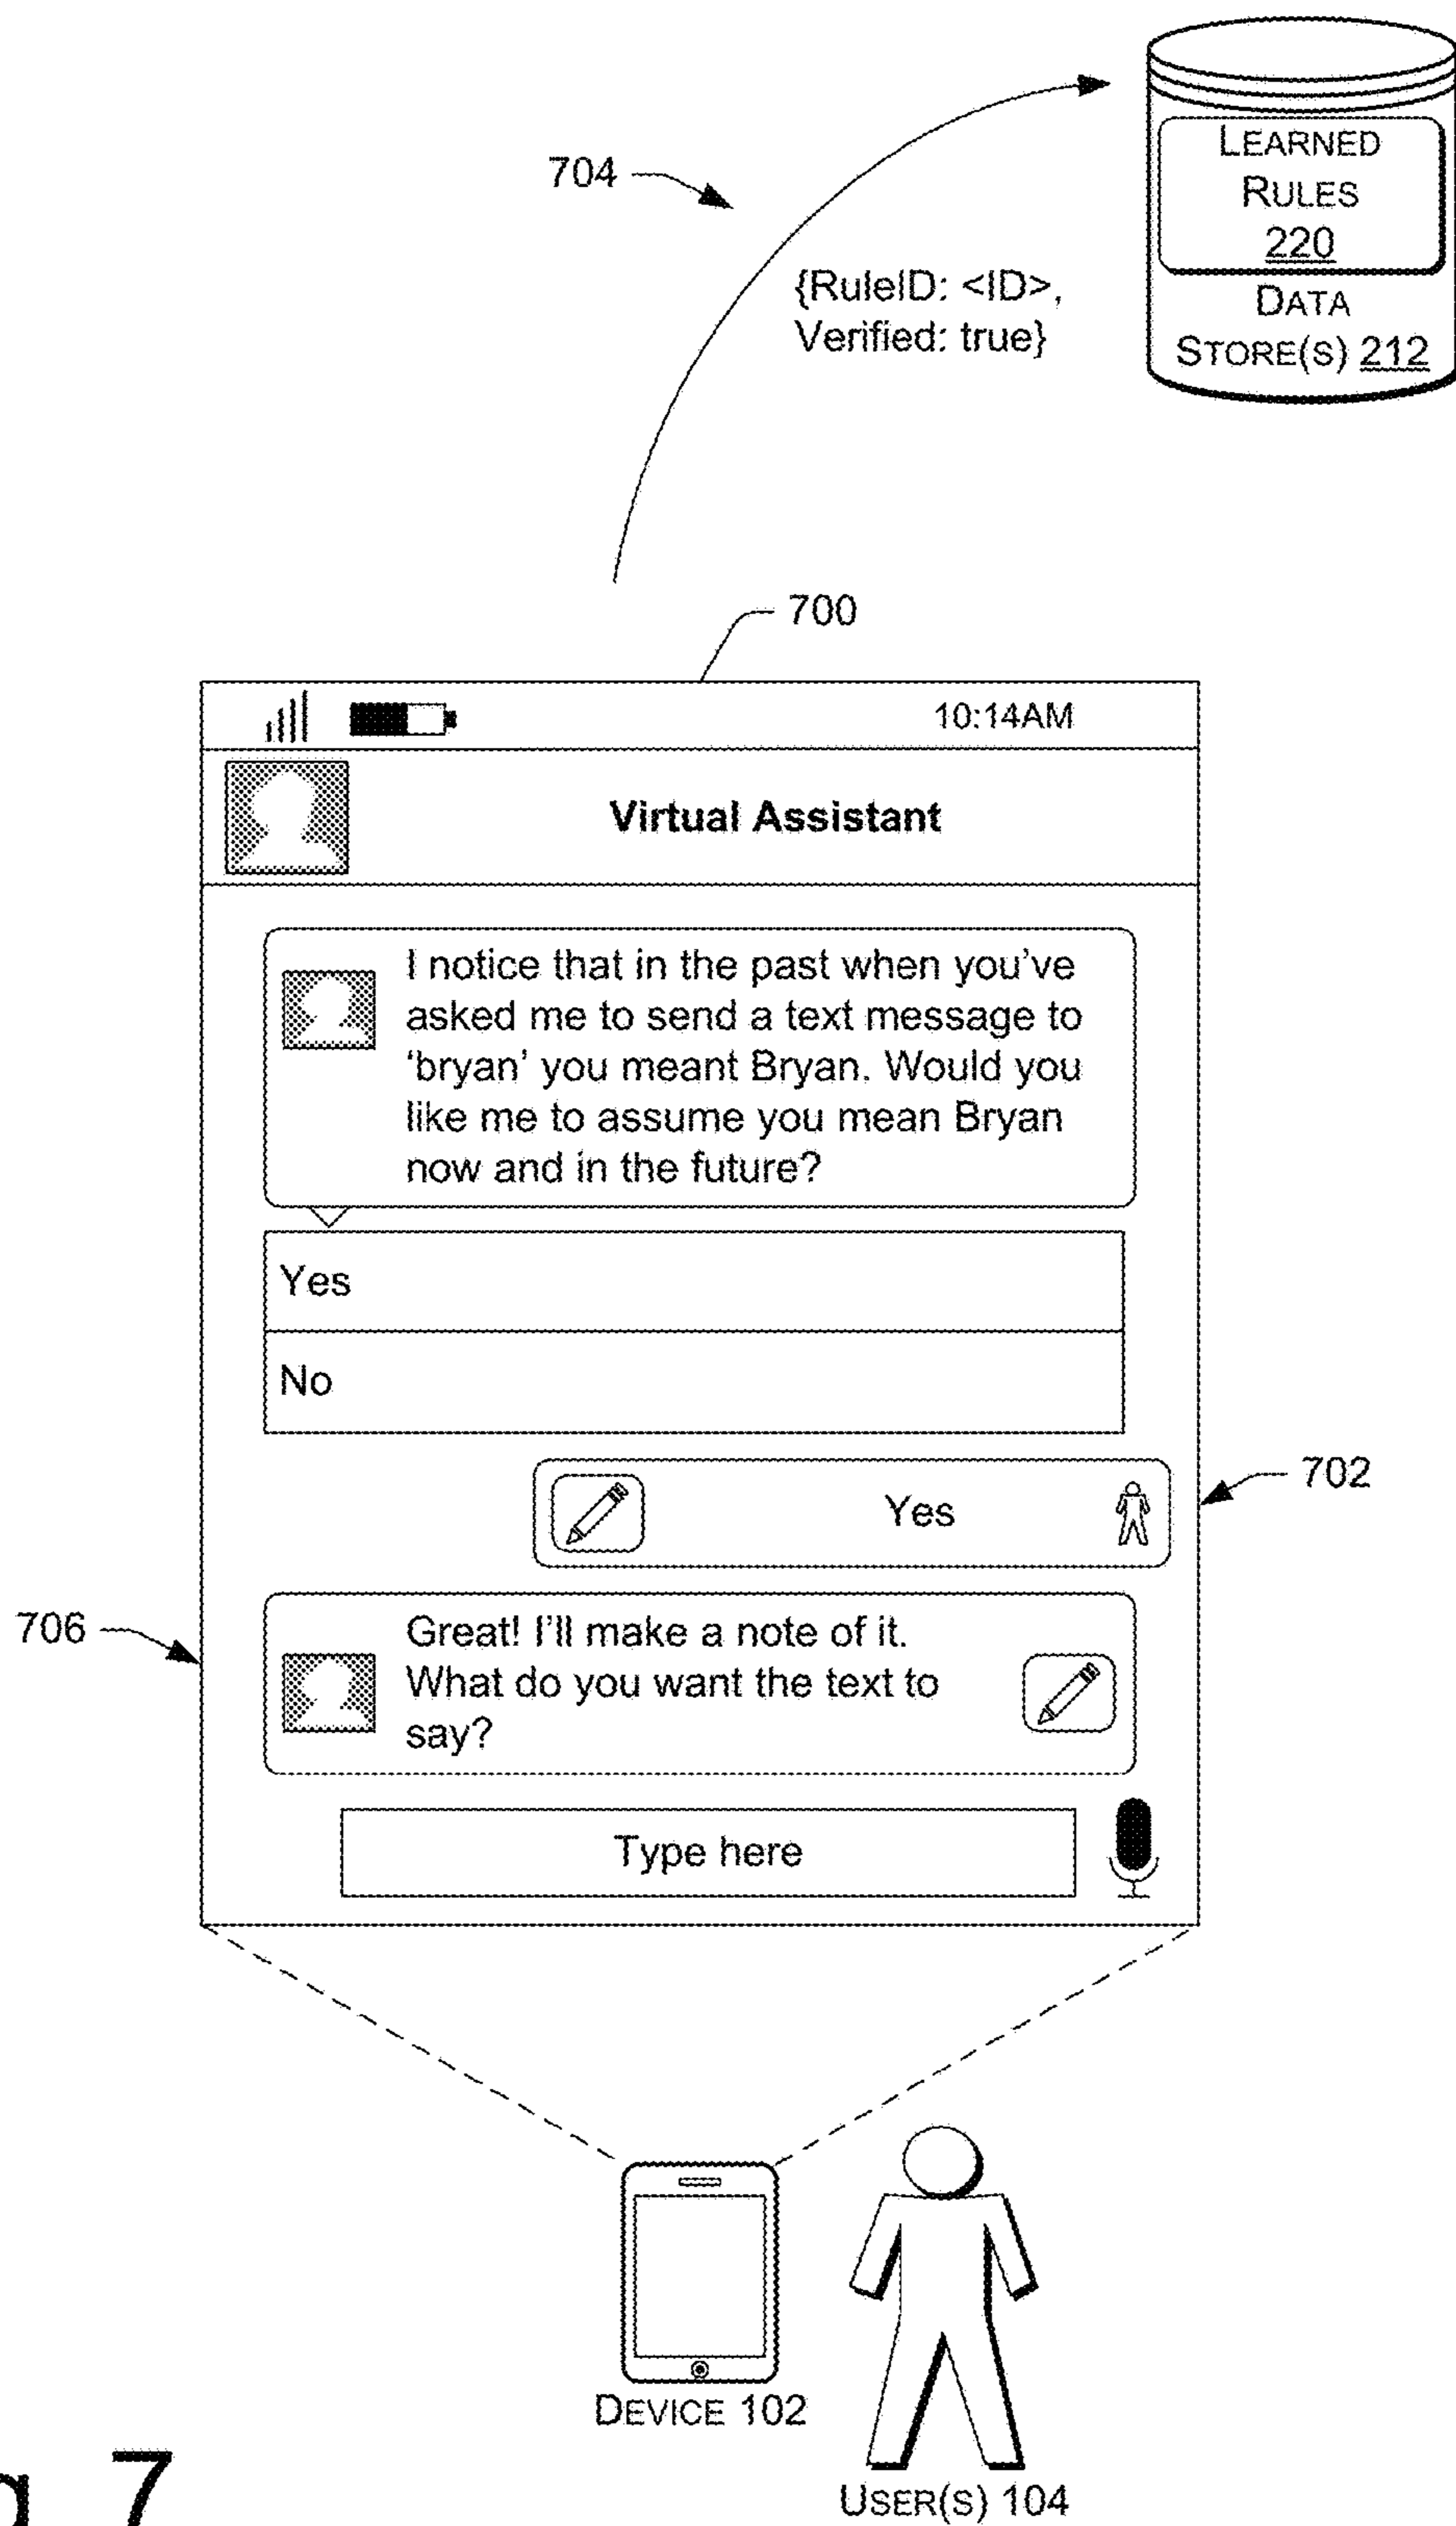 LEARNED
RULES
220
DATA
STORE(S) 212
704
{RuleID: <ID>,
Verified: true}
700
10:14AM
Virtual Assistant
I notice that in the past when you've
asked me to send a text message to
'bryan' you meant Bryan. Would you
like me to assume you mean Bryan
now and in the future?
Yes
No
702
Yes
706
Great! I'll make a note of it.
What do you want the text to
say?
Type here
DEVICE 102
USER(S) 104
g. 7